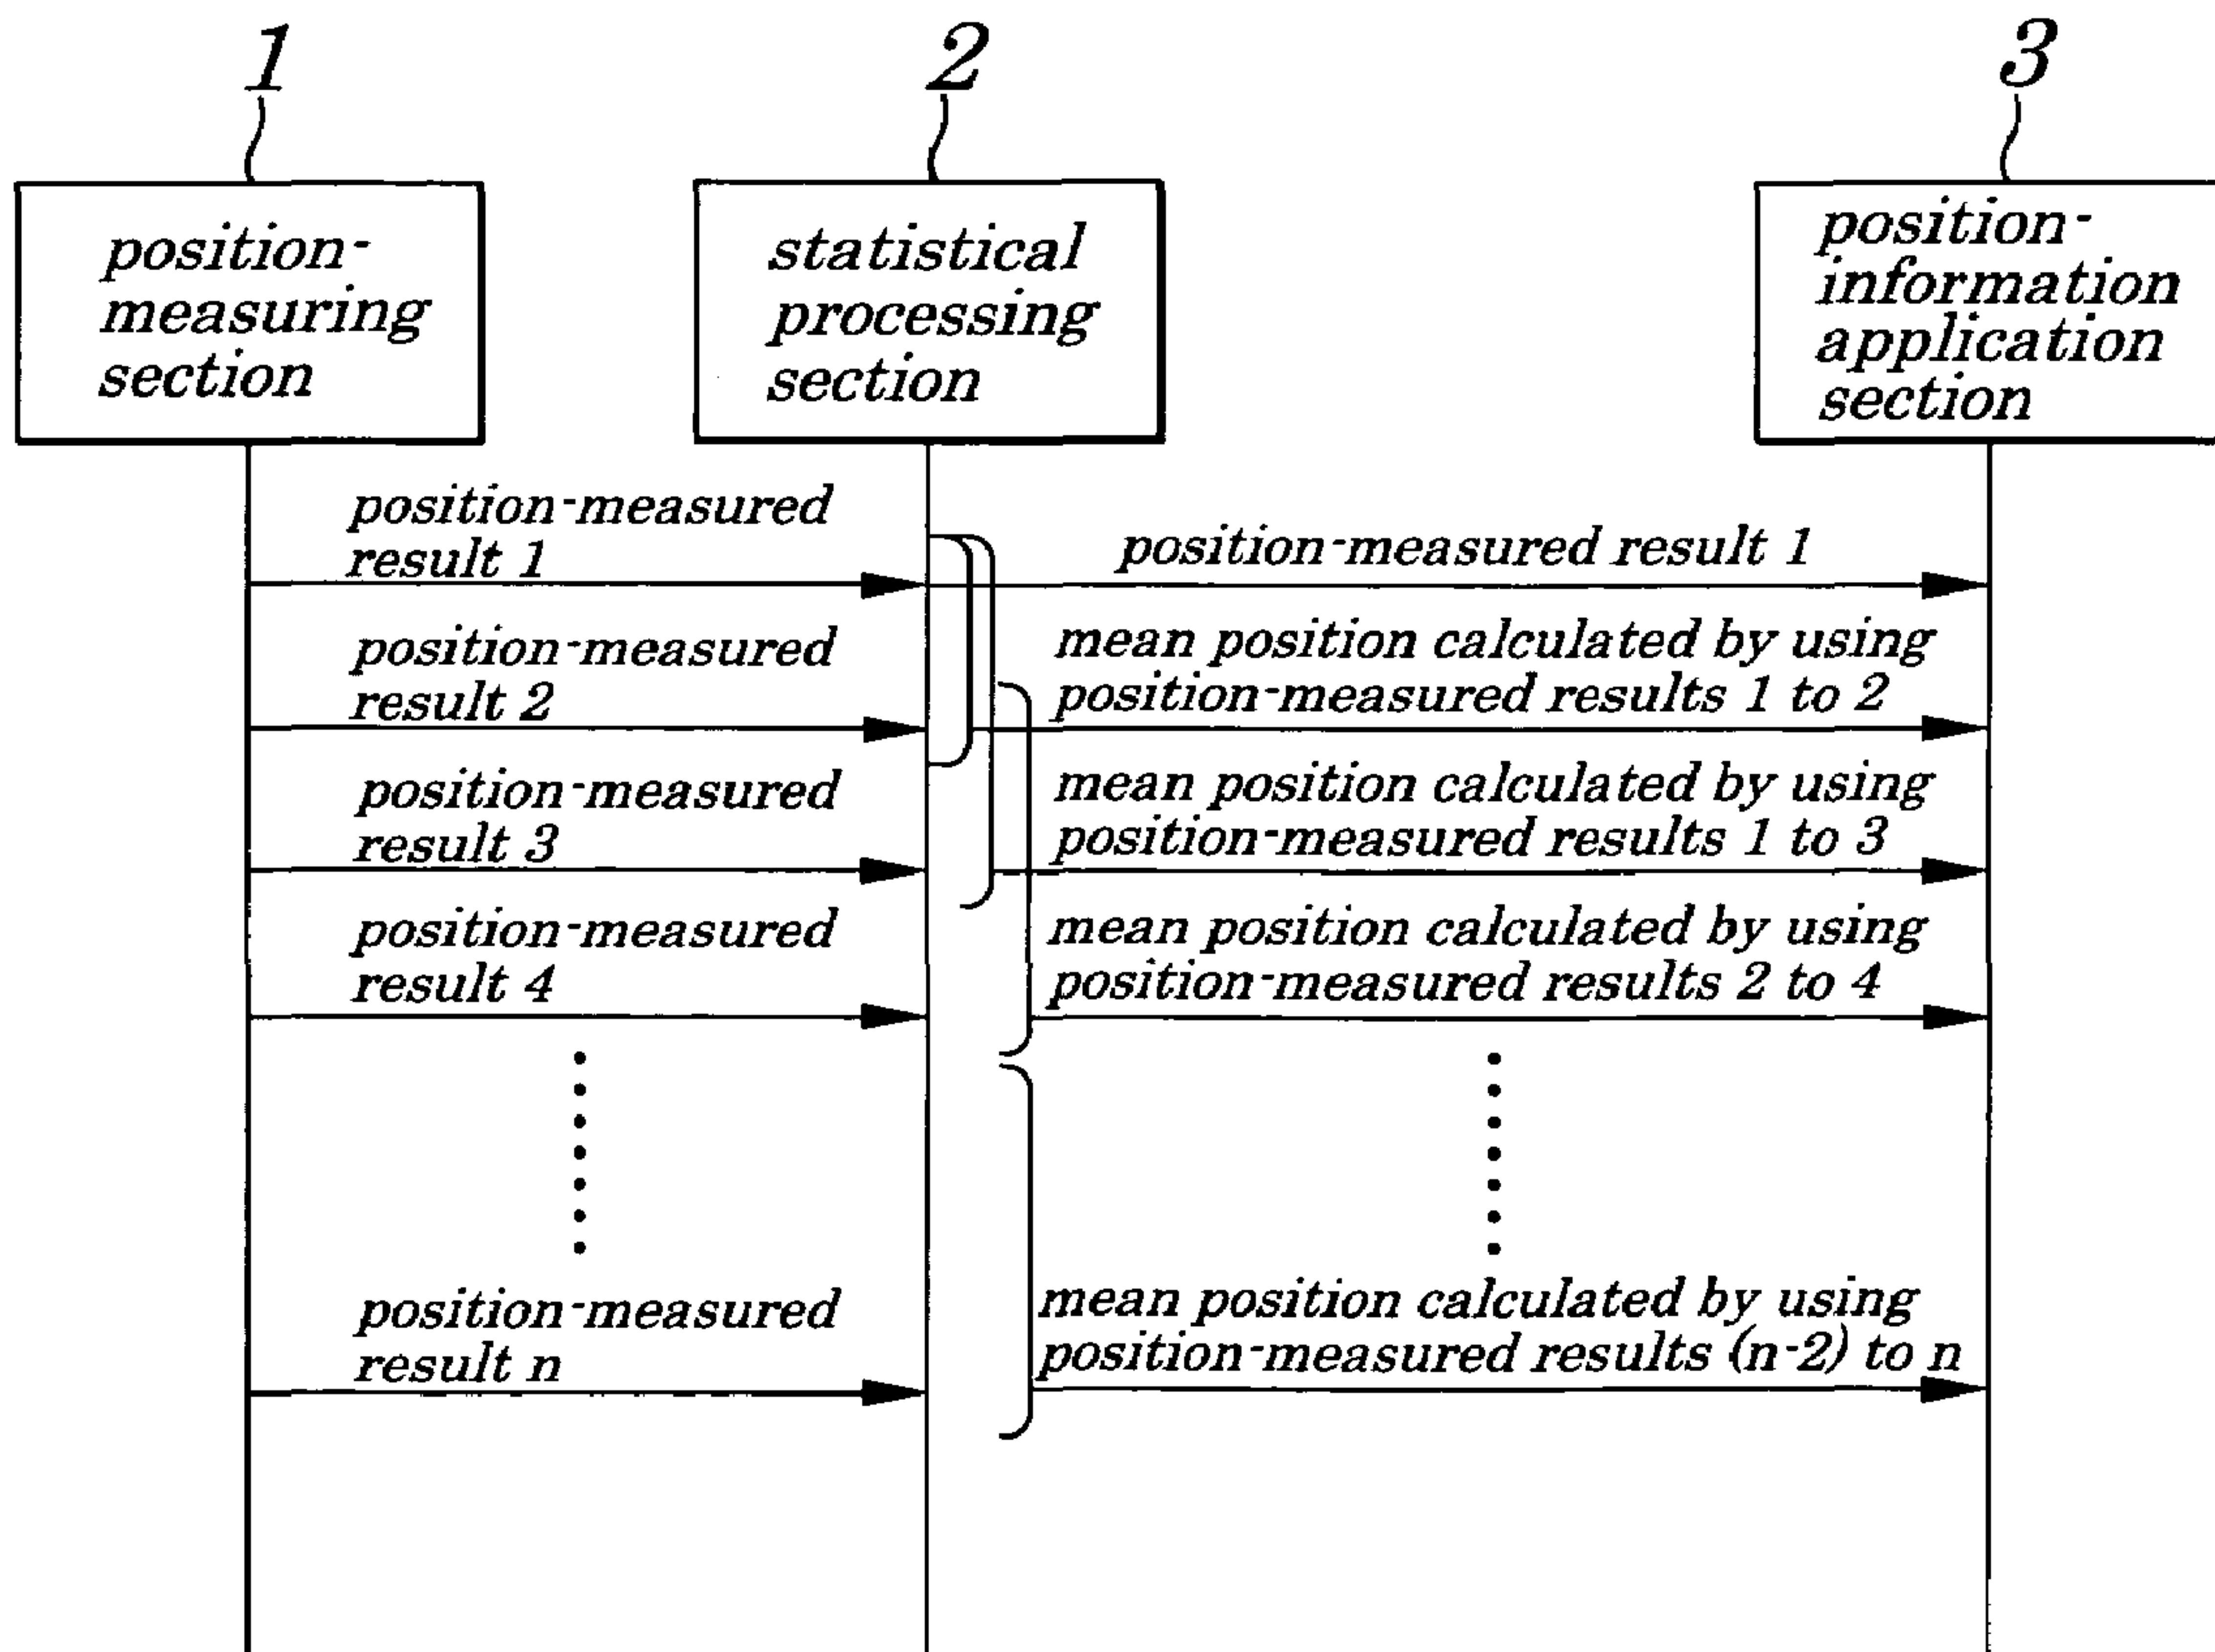 1
2
3
position-
measuring
section
statistical
processing
section
position-
information
application
section
position-measured
result 1
position-measured result 1
position-measured
result 2
mean position calculated by using
position-measured results 1 to 2
position-measured
result 3
mean position calculated by using
position-measured results 1 to 3
position-measured
result 4
mean position calculated by using
position-measured results 2 to 4
position-measured
result n
mean position calculated by using
position-measured results (n-2) to n